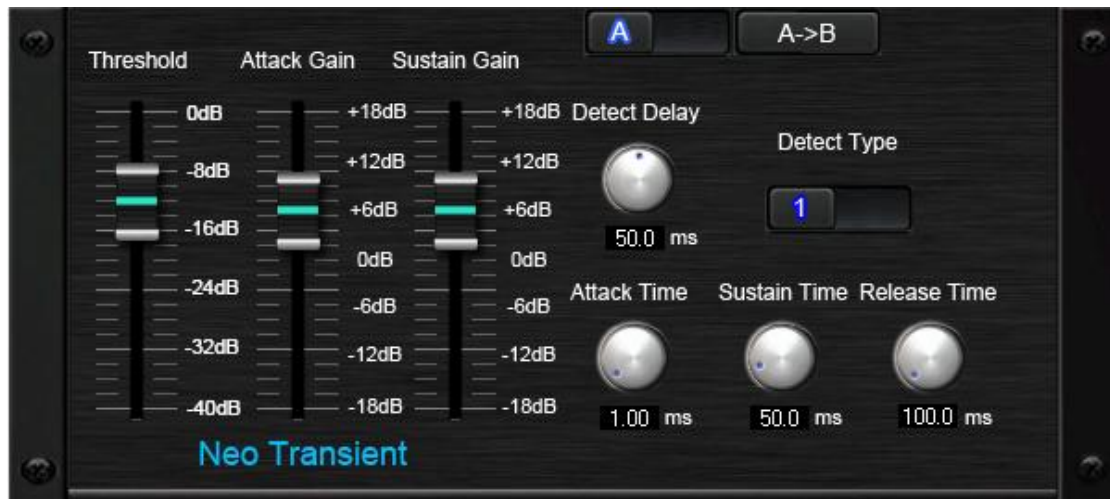 A A->B
Threshold Attack Gain Sustain Gain
0dB +18dB +18dB Detect Delay
-8dB +12dB +12dB Detect Type
-16dB +6dB +6dB 1
50.0 ms
0dB 0dB
-24dB -6dB -6dB Attack Time Sustain Time Release Time
-32dB -12dB -12dB
-40dB -18dB -18dB 1.00 ms 50.0 ms 100.0 ms
Neo Transient